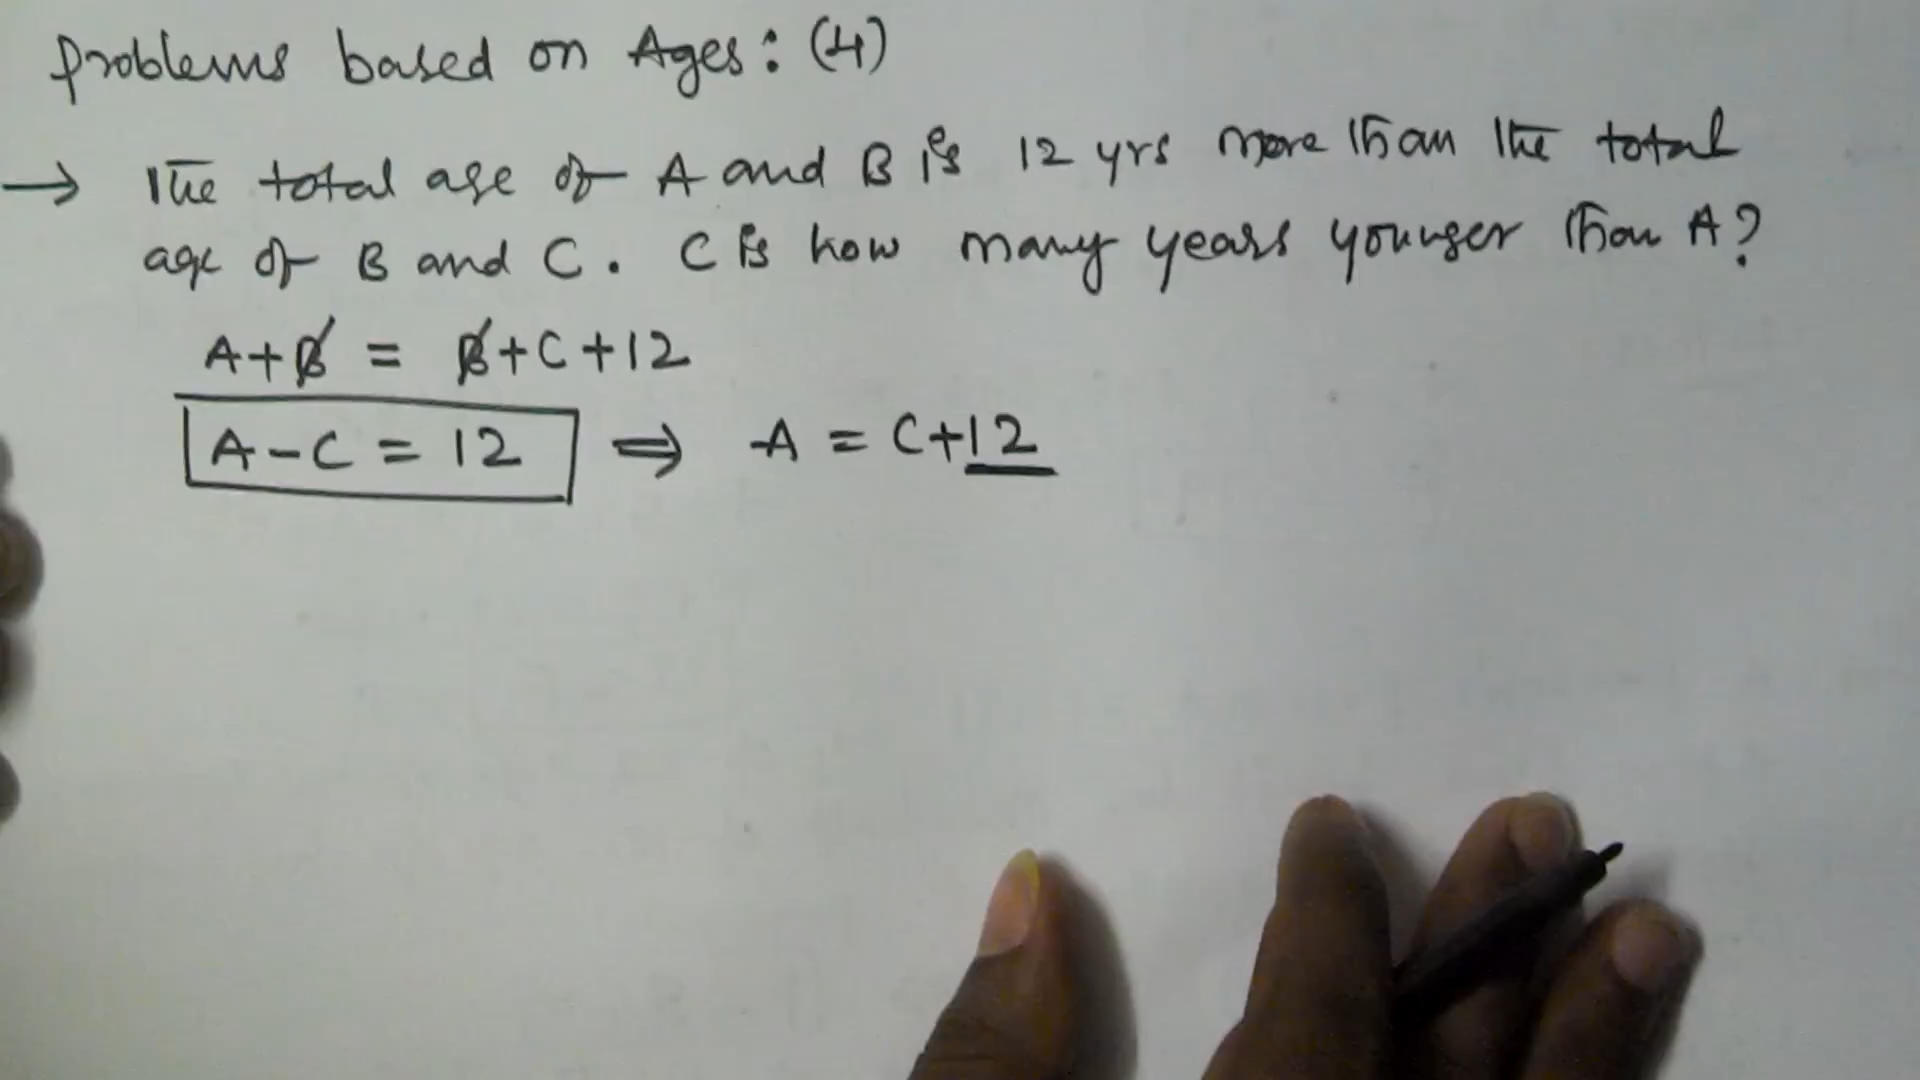 problems based on Ages: (4)
→ The total age of A and B is 12 yrs more than the total
age of B and C. C is how many years younger than A?
A+B = B+C+12
A-C = 12 ⇒ A = C+12